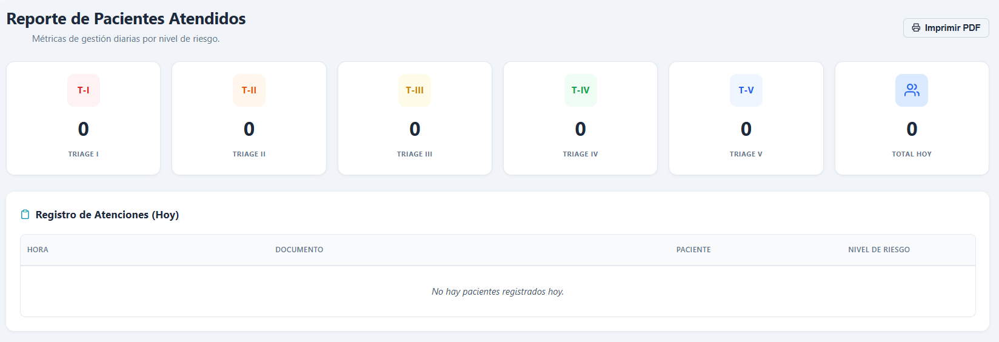 Reporte de Pacientes Atendidos
Métricas de gestión diarias por nivel de riesgo.
Imprimir PDF
T-I
0
TRIAGE I
T-II
0
TRIAGE II
T-III
0
TRIAGE III
T-IV
0
TRIAGE IV
T-V
0
TRIAGE V
0
TOTAL HOY
Registro de Atenciones (Hoy)
HORA DOCUMENTO PACIENTE NIVEL DE RIESGO
No hay pacientes registrados hoy.